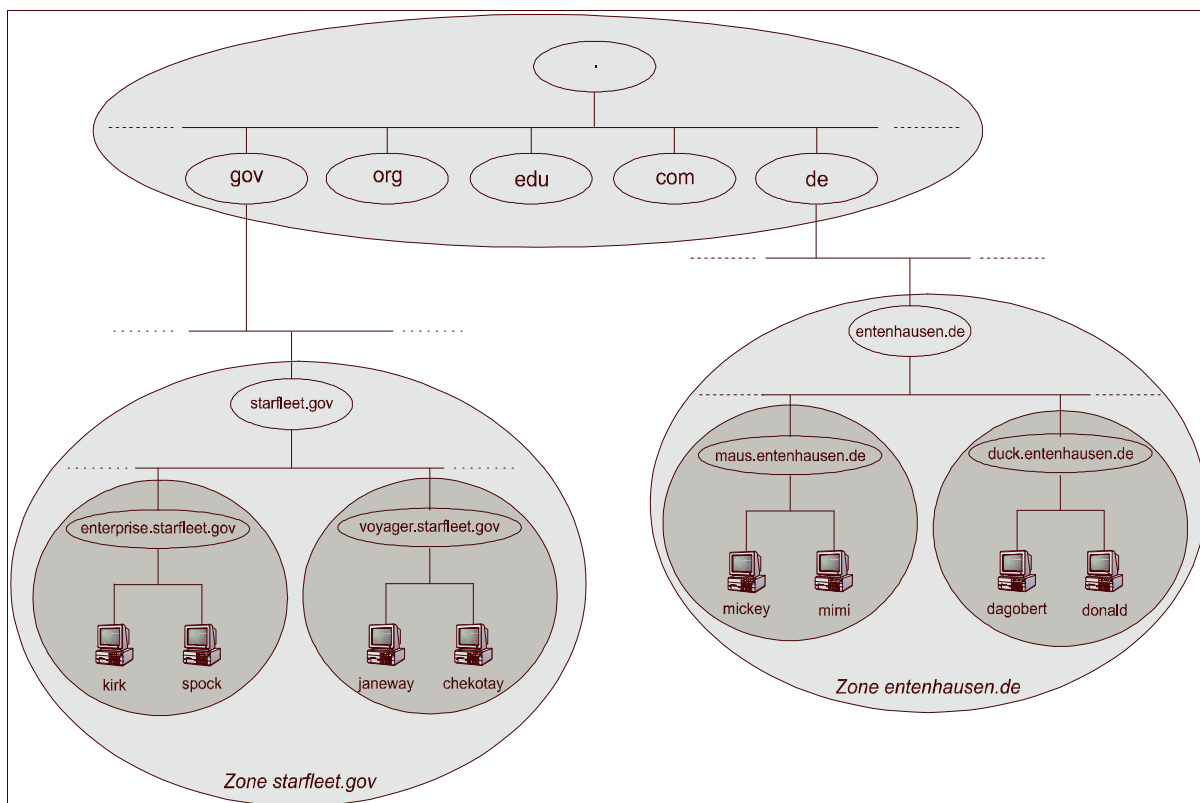 .
gov org edu com de
entenhausen.de
starfleet.gov
maus.entenhausen.de duck.entenhausen.de
enterprise.starfleet.gov voyager.starfleet.gov
mickey mimi dagobert donald
kirk spock janeway chekotay
Zone entenhausen.de
Zone starfleet.gov